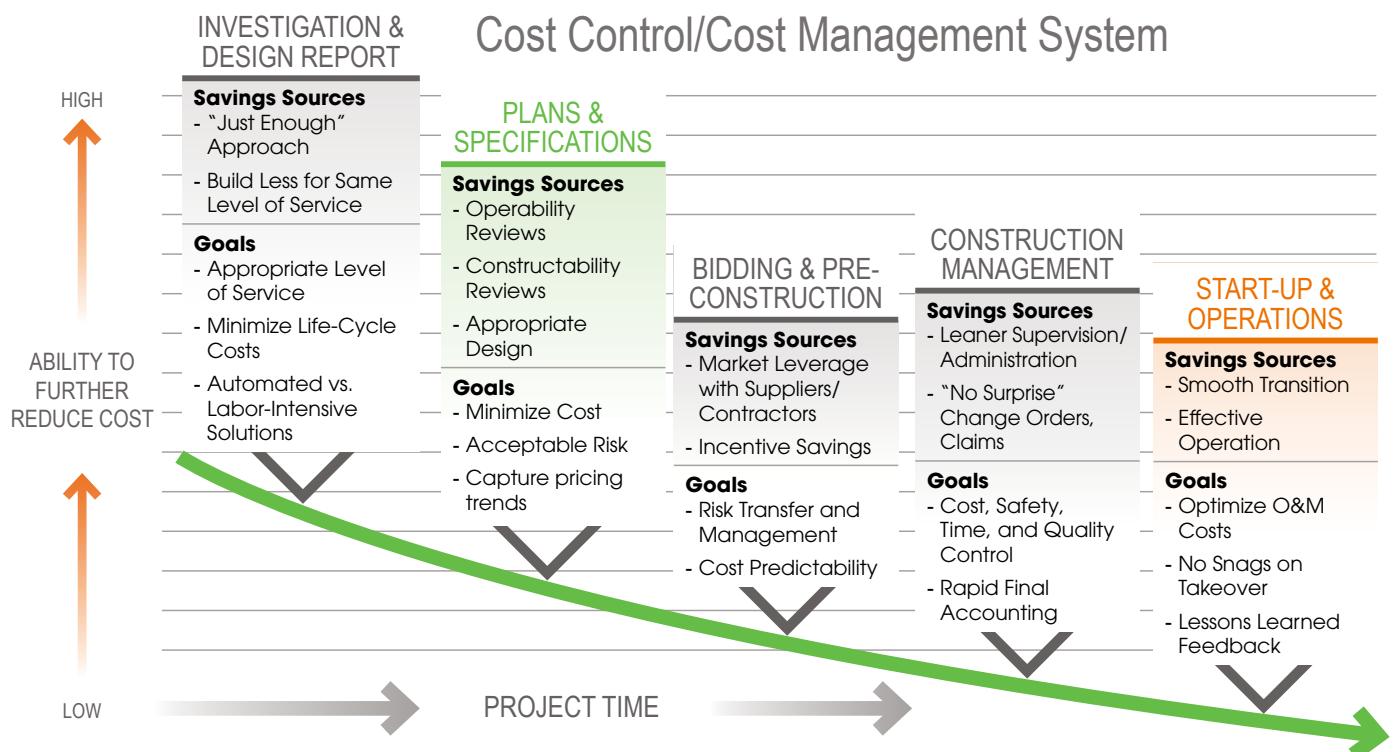 Cost Control/Cost Management System
INVESTIGATION &
DESIGN REPORT
Savings Sources
- “Just Enough”
Approach
- Build Less for Same
Level of Service
Goals
- Appropriate Level
of Service
- Minimize Life-Cycle
Costs
- Automated vs.
Labor-Intensive
Solutions
PLANS &
SPECIFICATIONS
Savings Sources
- Operability
Reviews
- Constructability
Reviews
- Appropriate
Design
Goals
- Minimize Cost
- Acceptable Risk
- Capture pricing
trends
BIDDING & PRE-
CONSTRUCTION
Savings Sources
- Market Leverage
with Suppliers/
Contractors
- Incentive Savings
Goals
- Risk Transfer and
Management
- Cost Predictability
CONSTRUCTION
MANAGEMENT
Savings Sources
- Leaner Supervision/
Administration
- “No Surprise”
Change Orders,
Claims
Goals
- Cost, Safety,
Time, and Quality
Control
- Rapid Final
Accounting
START-UP &
OPERATIONS
Savings Sources
- Smooth Transition
- Effective
Operation
Goals
- Optimize O&M
Costs
- No Snags on
Takeover
- Lessons Learned
Feedback
HIGH
ABILITY TO
FURTHER
REDUCE COST
LOW
PROJECT TIME